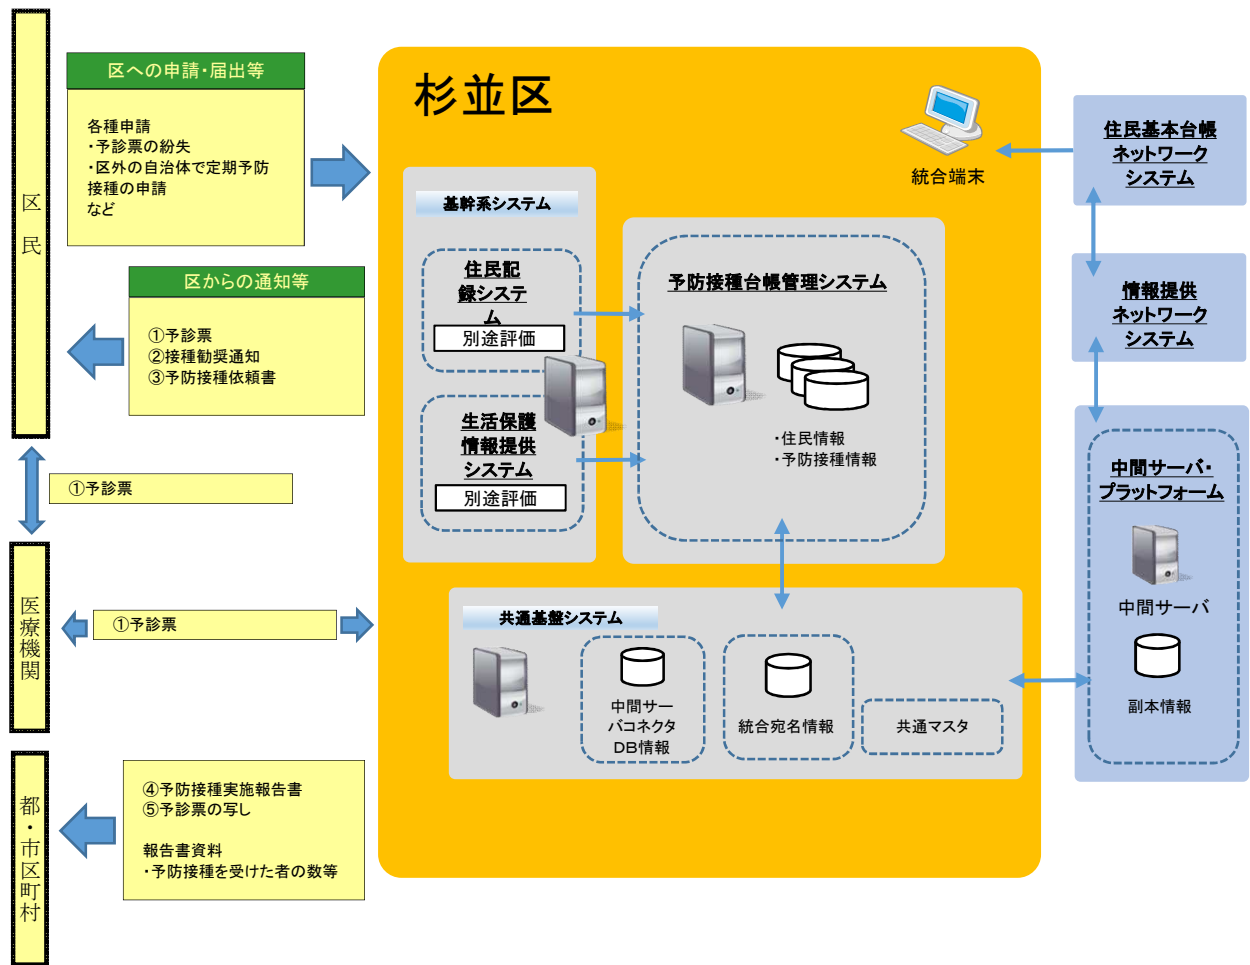 区民
区への申請・届出等
各種申請
・予診票の紛失
・区外の自治体で定期予防
接種の申請
など
区からの通知等
①予診票
②接種勧奨通知
③予防接種依頼書
①予診票
医療機関
①予診票
都・市区町村
④予防接種実施報告書
⑤予診票の写し
報告書資料
・予防接種を受けた者の数等
杉並区
統合端末
基幹系システム
住民記
録システ
ム
別途評価
生活保護
情報提供
システム
別途評価
予防接種台帳管理システム
・住民情報
・予防接種情報
共通基盤システム
中間サー
バコネクタ
DB情報
統合宛名情報
共通マスタ
住民基本台帳
ネットワーク
システム
情報提供
ネットワーク
システム
中間サーバ・
プラットフォーム
中間サーバ
副本情報